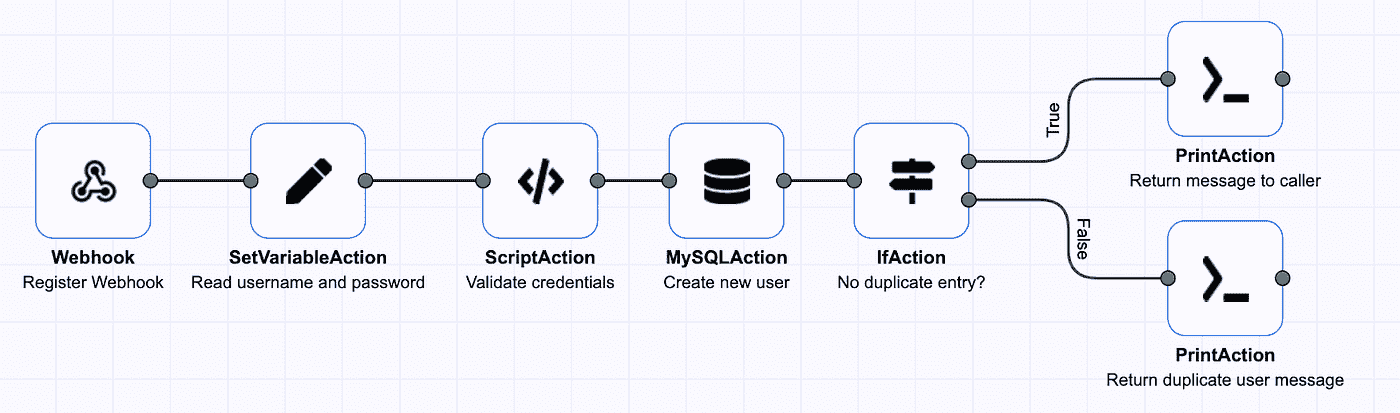 Webhook
Register Webhook
SetVariableAction
Read username and password
ScriptAction
Validate credentials
MySQLAction
Create new user
IfAction
No duplicate entry?
True
PrintAction
Return message to caller
False
PrintAction
Return duplicate user message